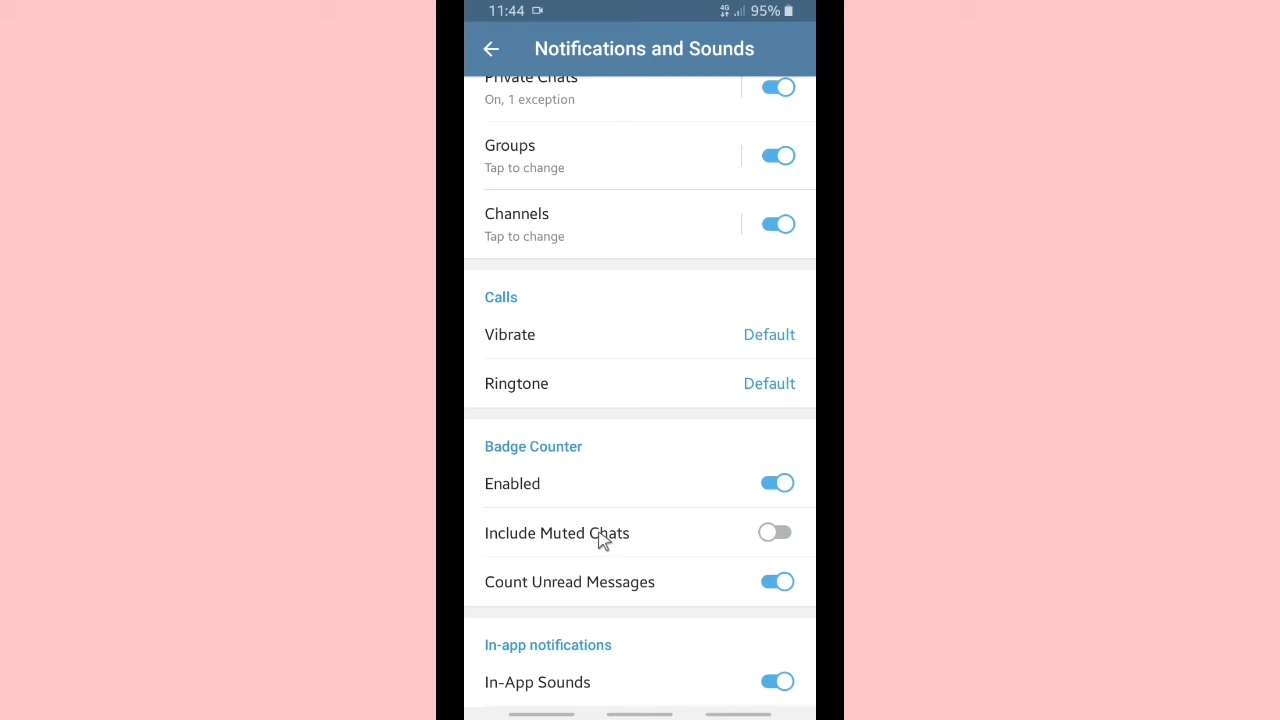 11:44 4G 95%
Notifications and Sounds
Private Chats
On, 1 exception
Groups
Tap to change
Channels
Tap to change
Calls
Vibrate Default
Ringtone Default
Badge Counter
Enabled
Include Muted Chats
Count Unread Messages
In-app notifications
In-App Sounds